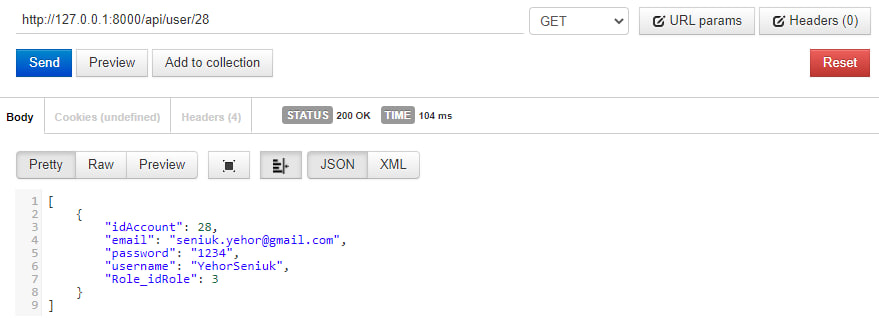 http://127.0.0.1:8000/api/user/28 GET URL params Headers (0)
Send Preview Add to collection Reset
Body Cookies (undefined) Headers (4) STATUS 200 OK TIME 104 ms
Pretty Raw Preview JSON XML
1 [
2 {
3 "idAccount": 28,
4 "email": "seniuk.yehor@gmail.com",
5 "password": "1234",
6 "username": "YehorSeniuk",
7 "Role_idRole": 3
8 }
9 ]